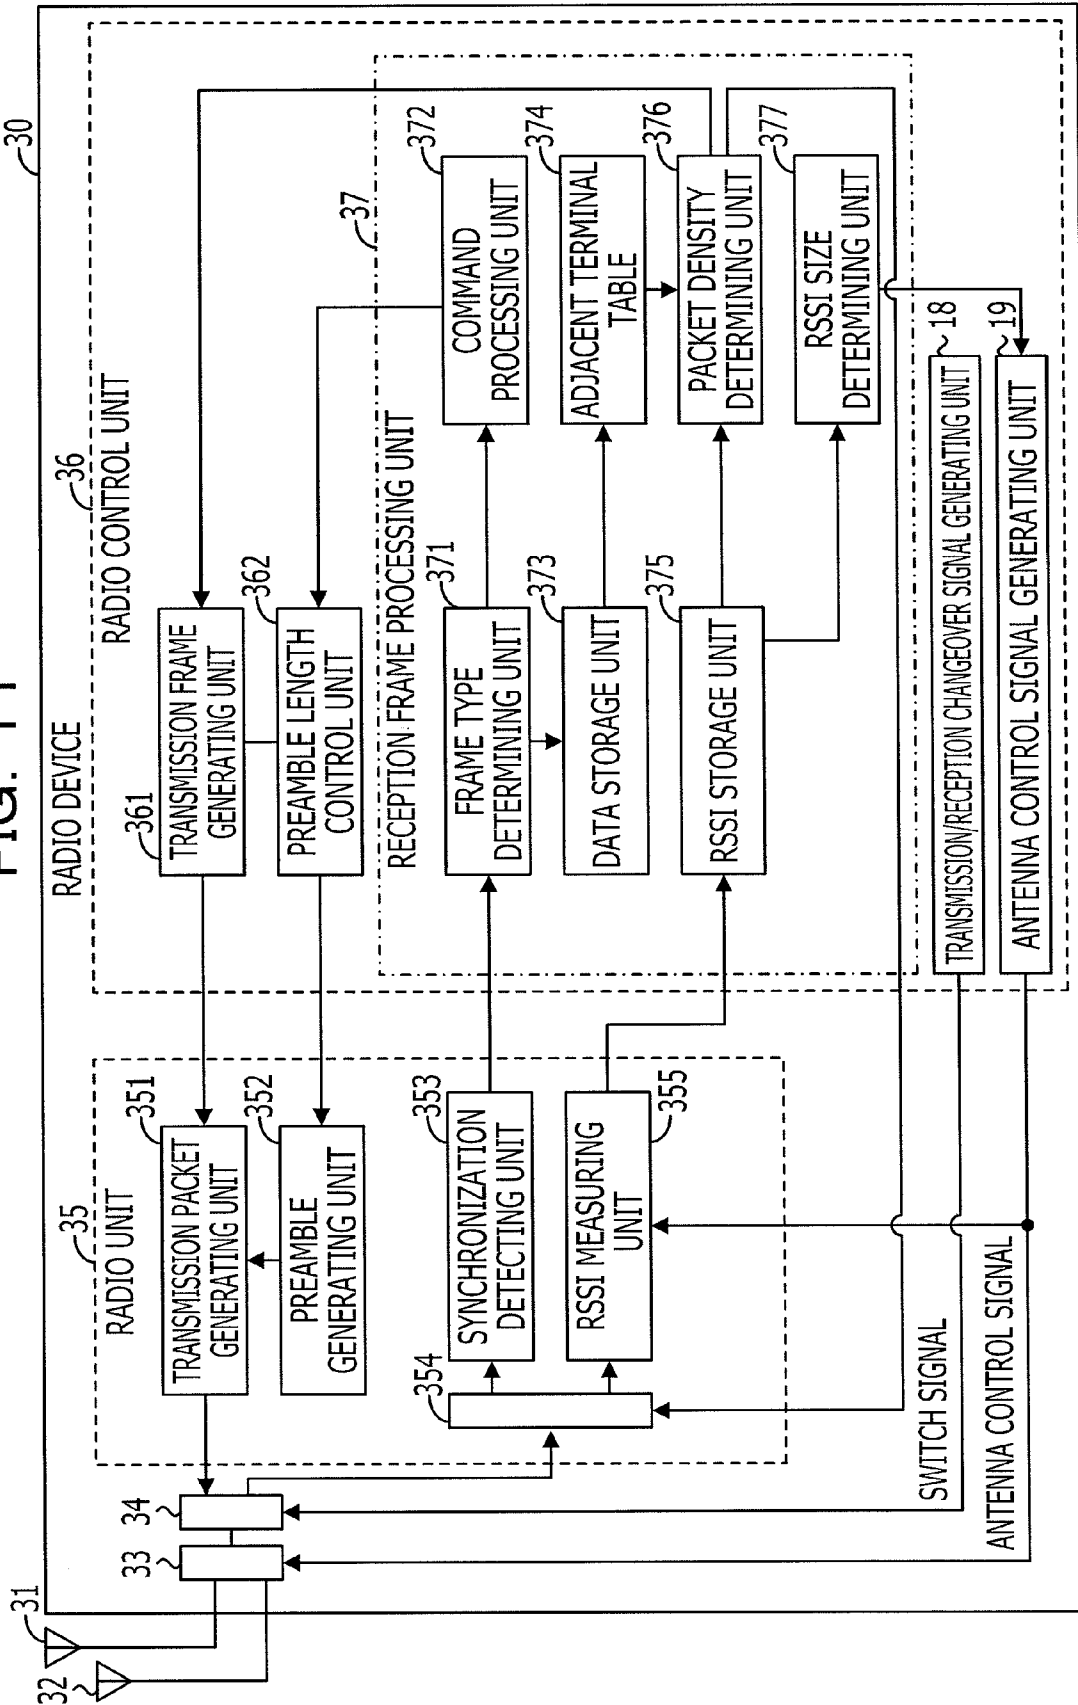 FIG. 11
30
RADIO DEVICE
36
RADIO CONTROL UNIT
35
RADIO UNIT
31
32
33
34
351
TRANSMISSION PACKET
GENERATING UNIT
352
PREAMBLE
GENERATING UNIT
353
SYNCHRONIZATION
DETECTING UNIT
354
RSSI MEASURING
UNIT
355
361
TRANSMISSION FRAME
GENERATING UNIT
362
PREAMBLE LENGTH
CONTROL UNIT
37
RECEPTION FRAME PROCESSING UNIT
371
FRAME TYPE
DETERMINING UNIT
372
COMMAND
PROCESSING UNIT
373
DATA STORAGE UNIT
374
ADJACENT TERMINAL
TABLE
375
RSSI STORAGE UNIT
376
PACKET DENSITY
DETERMINING UNIT
377
RSSI SIZE
DETERMINING UNIT
18
TRANSMISSION/RECEPTION CHANGEOVER SIGNAL GENERATING UNIT
19
ANTENNA CONTROL SIGNAL GENERATING UNIT
SWITCH SIGNAL
ANTENNA CONTROL SIGNAL